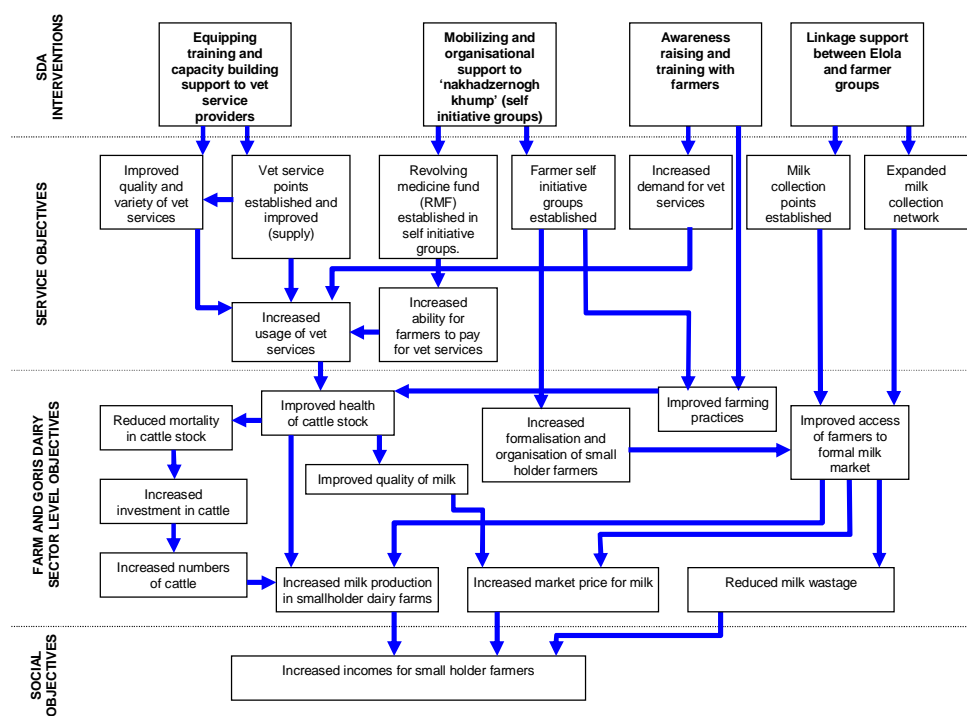 SDA
INTERVENTIONS
Equipping
training and
capacity building
support to vet
service
providers
Mobilizing and
organisational
support to
‘nakhadzernogh
khump’ (self
initiative groups)
Awareness
raising and
training with
farmers
Linkage support
between Elola
and farmer
groups
SERVICE OBJECTIVES
Improved
quality and
variety of vet
services
Vet service
points
established and
improved
(supply)
Revolving
medicine fund
(RMF)
established in
self initiative
groups.
Farmer self
initiative
groups
established
Increased
demand for vet
services
Milk
collection
points
established
Expanded
milk
collection
network
Increased
usage of vet
services
Increased
ability for
farmers to pay
for vet services
FARM AND GORIS DAIRY
SECTOR LEVEL OBJECTIVES
Reduced mortality
in cattle stock
Improved health
of cattle stock
Increased
formalisation and
organisation of small
holder farmers
Improved farming
practices
Improved access
of farmers to
formal milk
market
Increased
investment in cattle
Improved quality of milk
Increased numbers
of cattle
Increased milk production
in smallholder dairy farms
Increased market price for milk
Reduced milk wastage
SOCIAL
OBJECTIVES
Increased incomes for small holder farmers